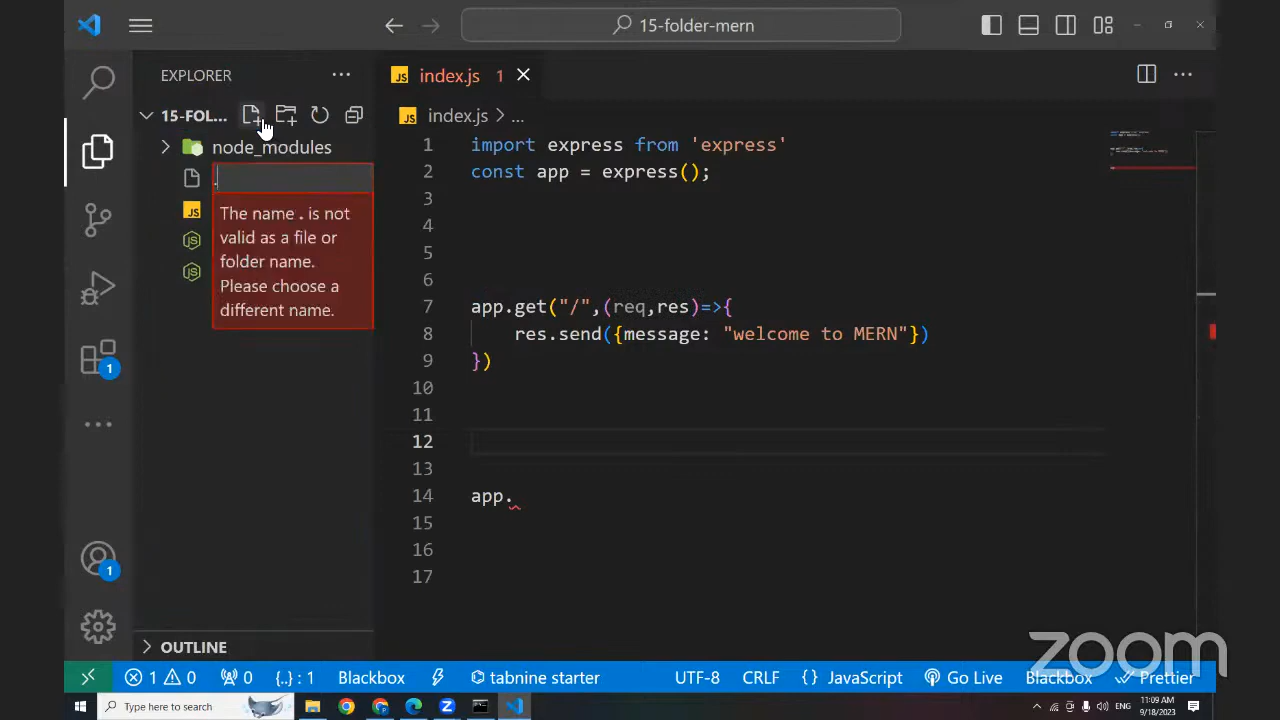 15-folder-mern
EXPLORER
index.js 1
15-FOL...
index.js > ...
node_modules
.
The name . is not
valid as a file or
folder name.
Please choose a
different name.
1 import express from 'express'
2 const app = express();
3
4
5
6
7 app.get("/",(req,res)=>{
8 res.send({message: "welcome to MERN"})
9 })
10
11
12
13
14 app.
15
16
17
1
1
OUTLINE
zoom
1 0 0 {..} : 1 Blackbox tabnine starter UTF-8 CRLF {} JavaScript Go Live Blackbox Prettier
Type here to search
11:09 AM
9/18/2023